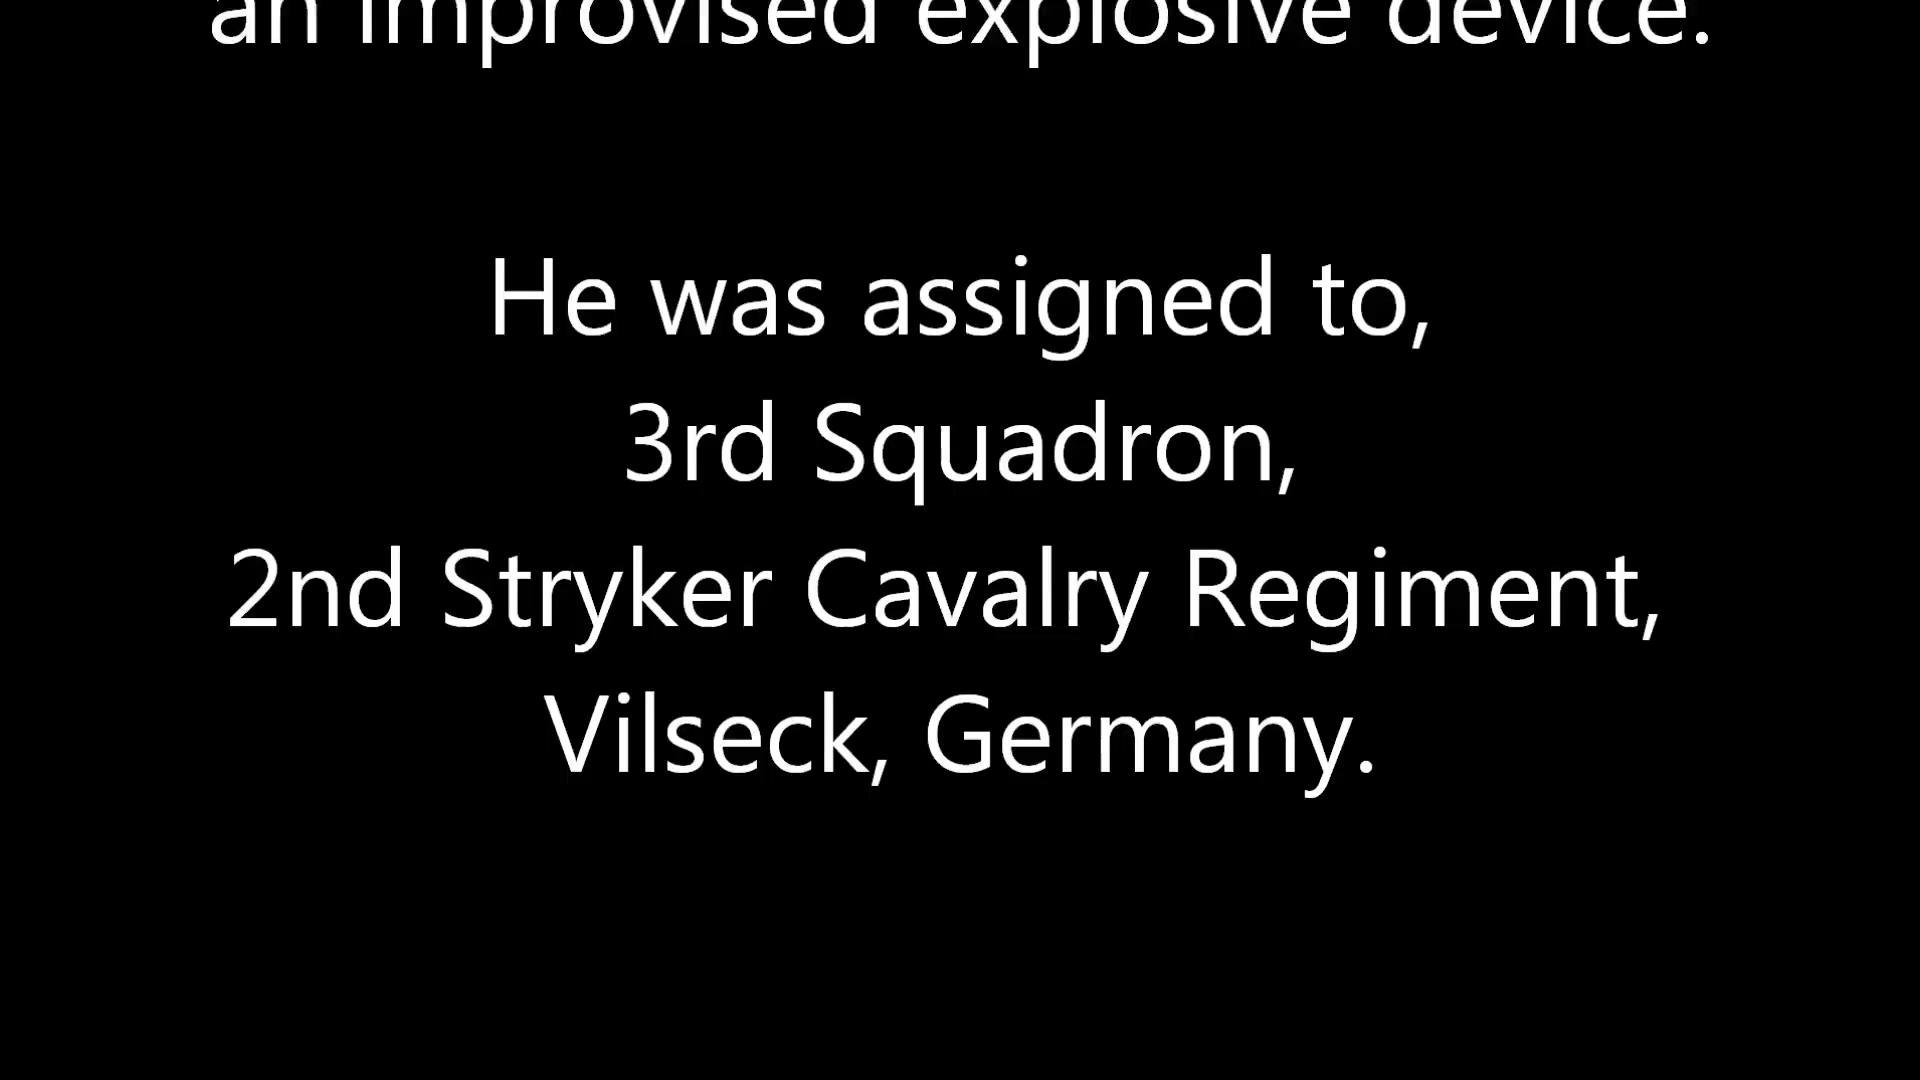 an improvised explosive device.
He was assigned to,
3rd Squadron,
2nd Stryker Cavalry Regiment,
Vilseck, Germany.